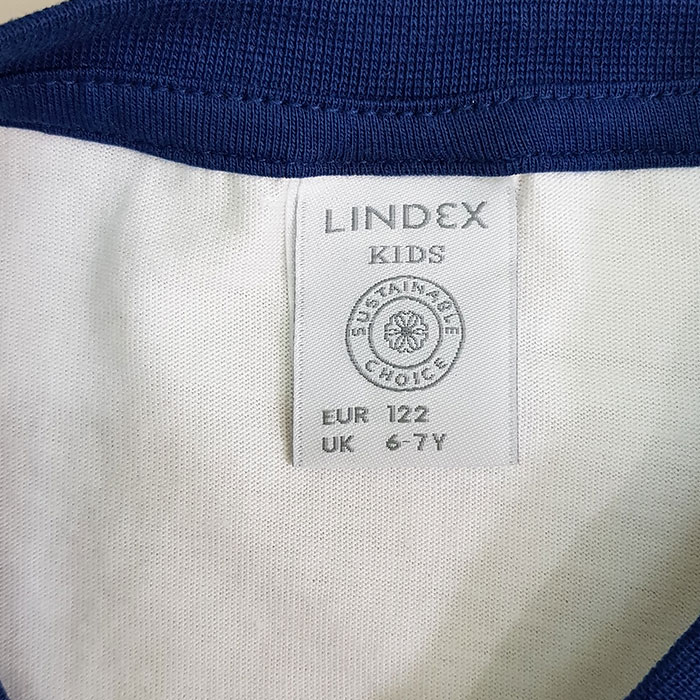 LINDEX
KIDS
SUSTAINABLE
CHOICE
EUR 122
UK 6-7Y